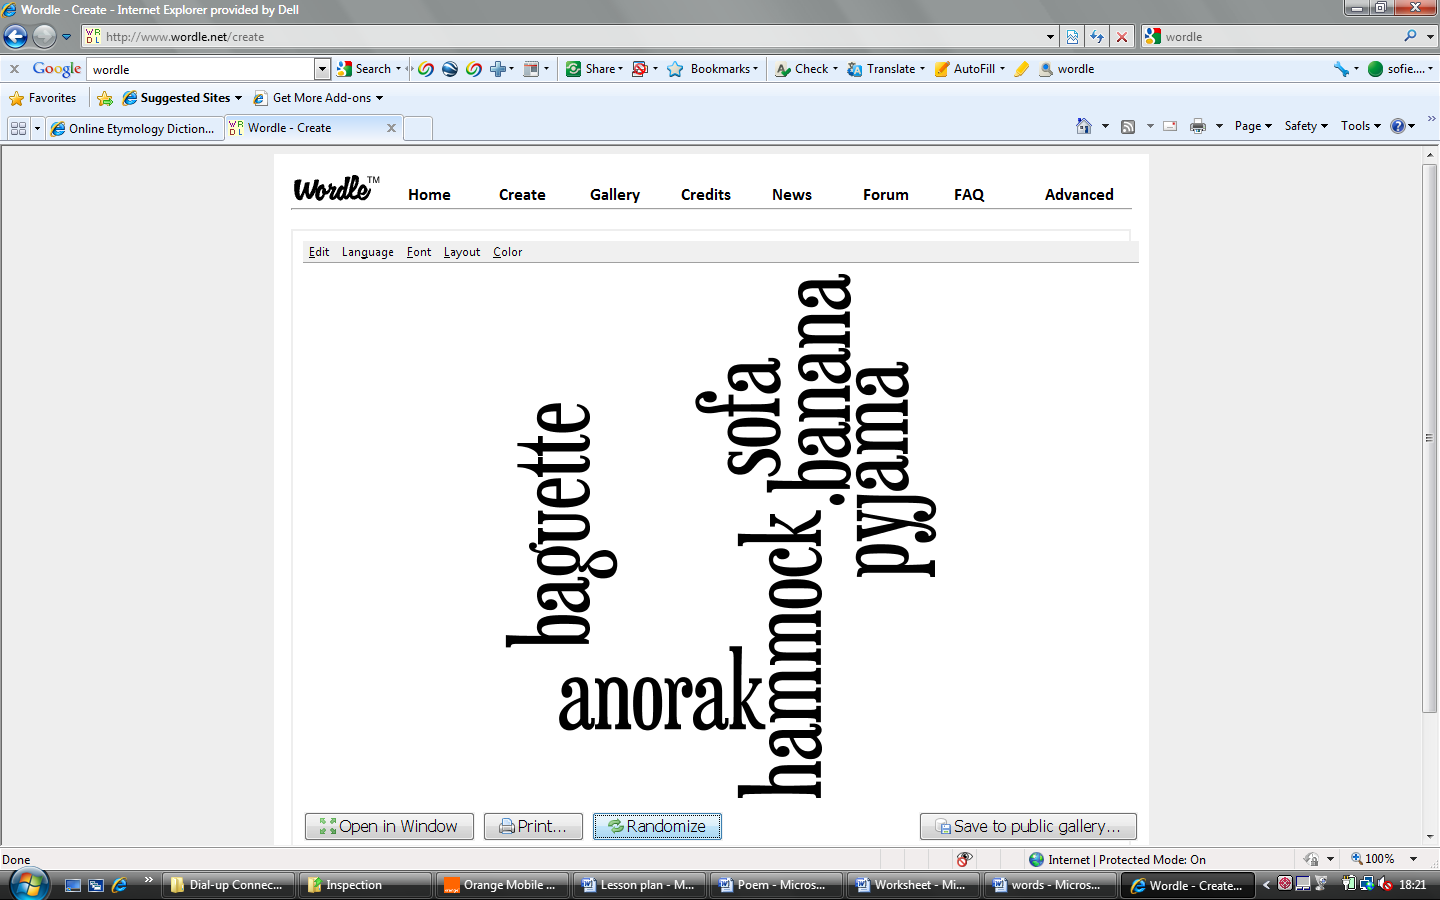 Wordle - Create - Internet Explorer provided by Dell
http://www.wordle.net/create
wordle
Google
wordle
Search
Share
Bookmarks
Check
Translate
AutoFill
wordle
sofie....
Favorites
Suggested Sites
Get More Add-ons
Online Etymology Diction...
Wordle - Create
Page
Safety
Tools
Wordle™
Home Create Gallery Credits News Forum FAQ Advanced
Edit Language Font Layout Color
baguette
sofa
.banana
pyjama
hammock
anorak
Open in Window
Print...
Randomize
Save to public gallery...
Done
Internet | Protected Mode: On
100%
Dial-up Connec...
Inspection
Orange Mobile ...
Lesson plan - M...
Poem - Micros...
Worksheet - Mi...
words - Micros...
Wordle - Create...
18:21